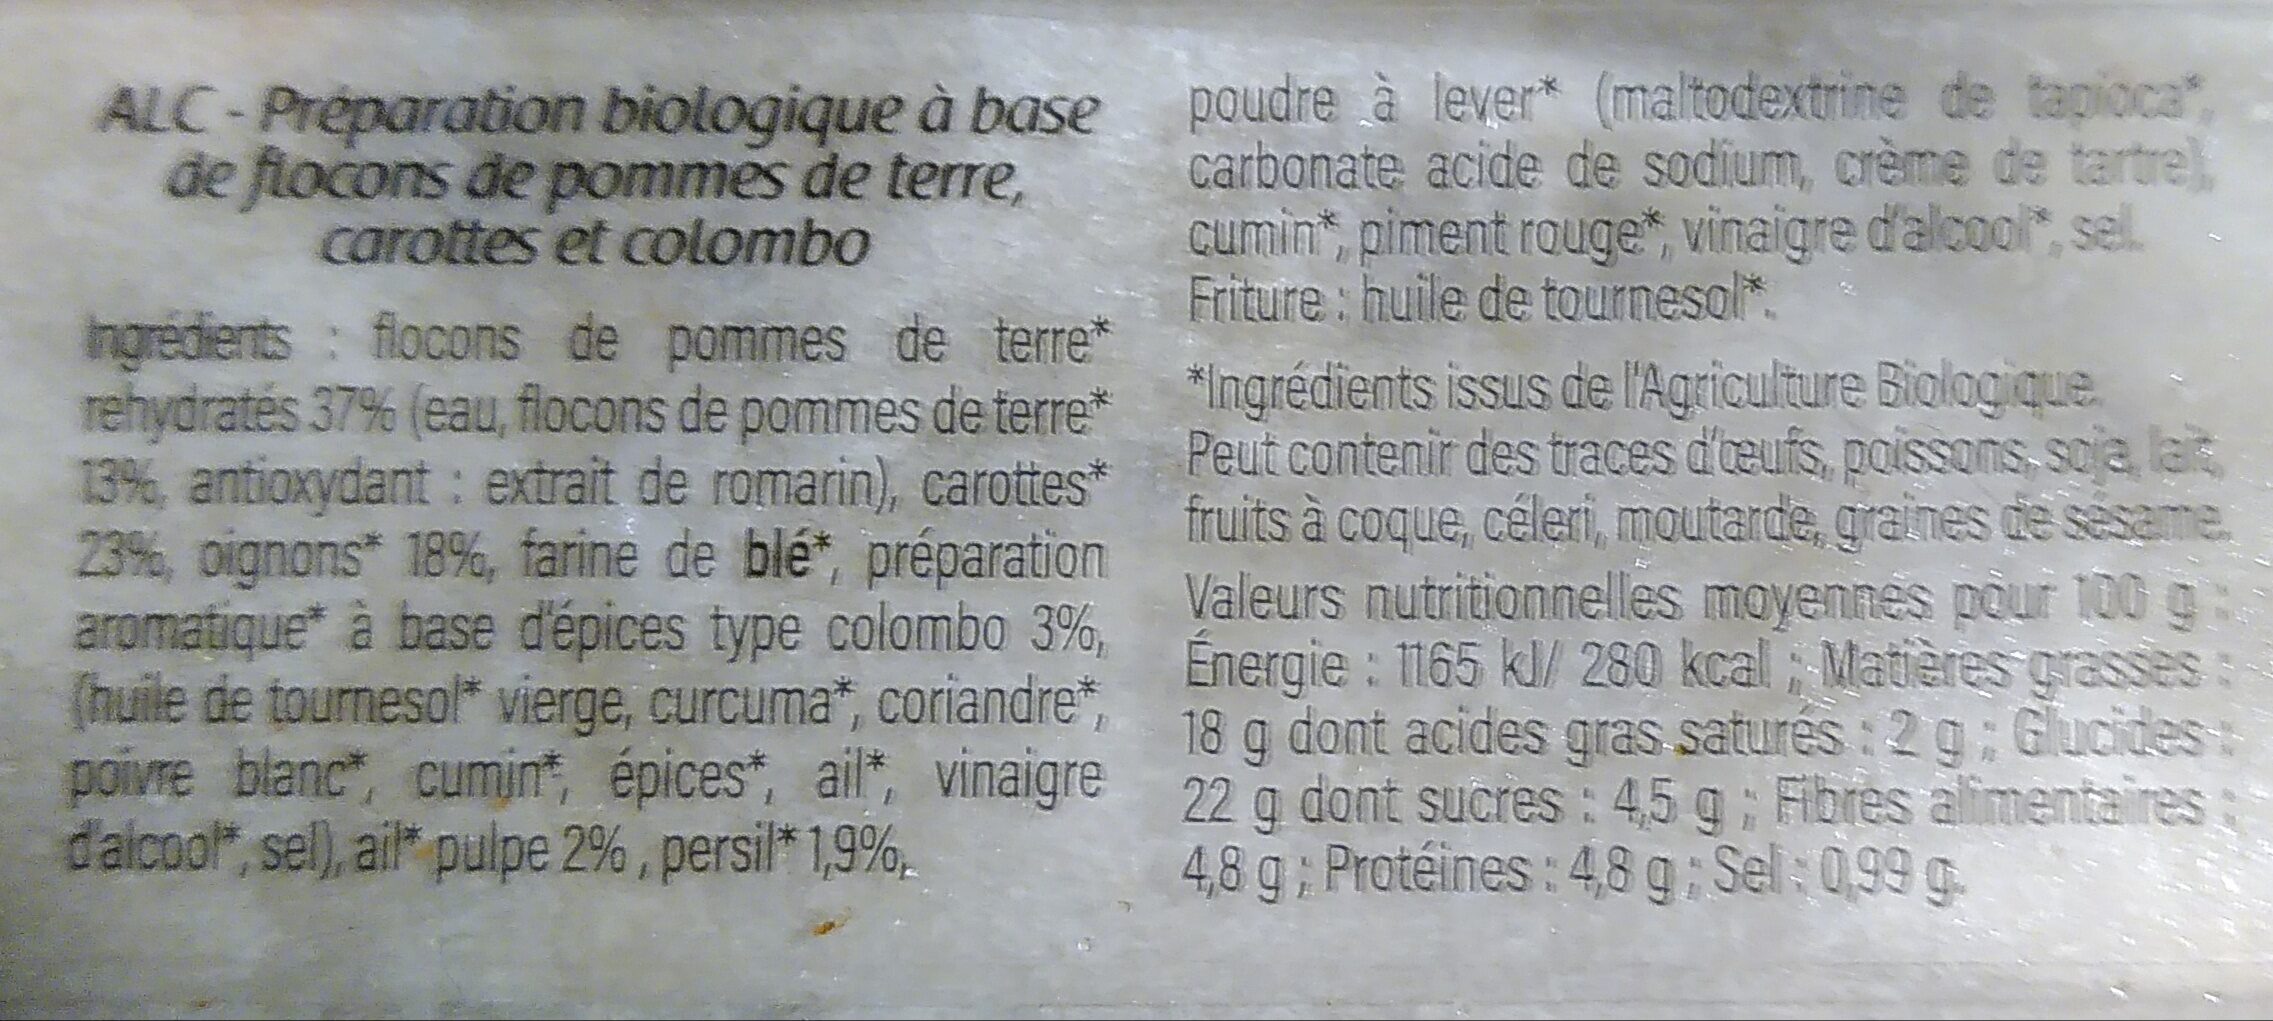 ALC - Préparation biologique à base
de flocons de pommes de terre,
carottes et colombo
Ingrédients : flocons de pommes de terre*
réhydratés 37% (eau, flocons de pommes de terre*
13%, antioxydant : extrait de romarin), carottes*
23%, oignons* 18%, farine de blé*, préparation
aromatique* à base d'épices type colombo 3%,
(huile de tournesol* vierge, curcuma*, coriandre*,
poivre blanc*, cumin*, épices*, ail*, vinaigre
d'alcool*, sel), ail* pulpe 2% , persil* 1,9%,
poudre à lever* (maltodextrine de tapioca*,
carbonate acide de sodium, crème de tartre),
cumin*, piment rouge*, vinaigre d'alcool*, sel.
Friture : huile de tournesol*.
*Ingrédients issus de l'Agriculture Biologique.
Peut contenir des traces d'œufs, poissons, soja, lait,
fruits à coque, céleri, moutarde, graines de sésame.
Valeurs nutritionnelles moyennes pour 100 g :
Énergie : 1165 kJ/ 280 kcal ; Matières grasses :
18 g dont acides gras saturés : 2 g ; Glucides :
22 g dont sucres : 4,5 g ; Fibres alimentaires :
4,8 g ; Protéines : 4,8 g ; Sel : 0,99 g.